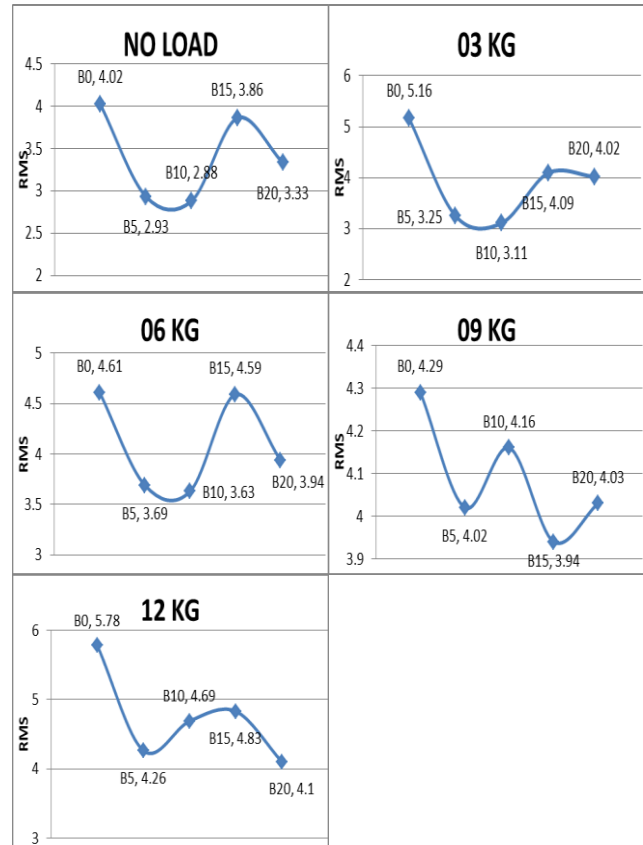 NO LOAD
4.5
4
3.5
3
2.5
2
RMS
B0, 4.02
B5, 2.93
B10, 2.88
B15, 3.86
B20, 3.33
03 KG
6
5
4
3
2
RMS
B0, 5.16
B5, 3.25
B10, 3.11
B15, 4.09
B20, 4.02
06 KG
5
4.5
4
3.5
3
RMS
B0, 4.61
B5, 3.69
B10, 3.63
B15, 4.59
B20, 3.94
09 KG
4.4
4.3
4.2
4.1
4
3.9
RMS
B0, 4.29
B5, 4.02
B10, 4.16
B15, 3.94
B20, 4.03
12 KG
6
5
4
3
RMS
B0, 5.78
B5, 4.26
B10, 4.69
B15, 4.83
B20, 4.1